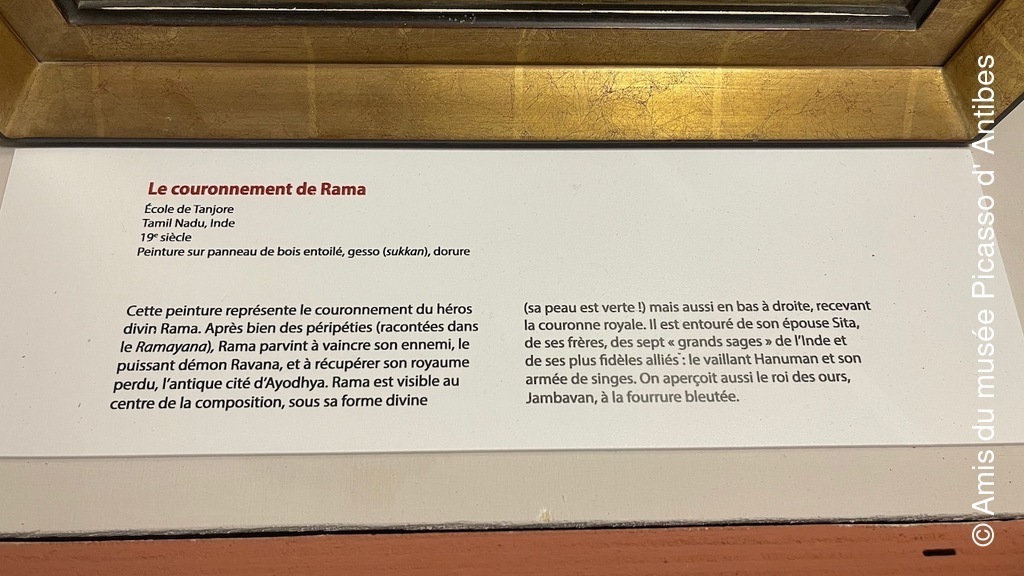 Le couronnement de Rama
École de Tanjore
Tamil Nadu, Inde
19e siècle
Peinture sur panneau de bois entoilé, gesso (sukkan), dorure
Cette peinture représente le couronnement du héros
divin Rama. Après bien des péripéties (racontées dans
le Ramayana), Rama parvint à vaincre son ennemi, le
puissant démon Ravana, et à récupérer son royaume
perdu, l'antique cité d'Ayodhya. Rama est visible au
centre de la composition, sous sa forme divine
(sa peau est verte !) mais aussi en bas à droite, recevant
la couronne royale. Il est entouré de son épouse Sita,
de ses frères, des sept « grands sages » de l'Inde et
de ses plus fidèles alliés : le vaillant Hanuman et son
armée de singes. On aperçoit aussi le roi des ours,
Jambavan, à la fourrure bleutée.
© Amis du musée Picasso d' Antibes